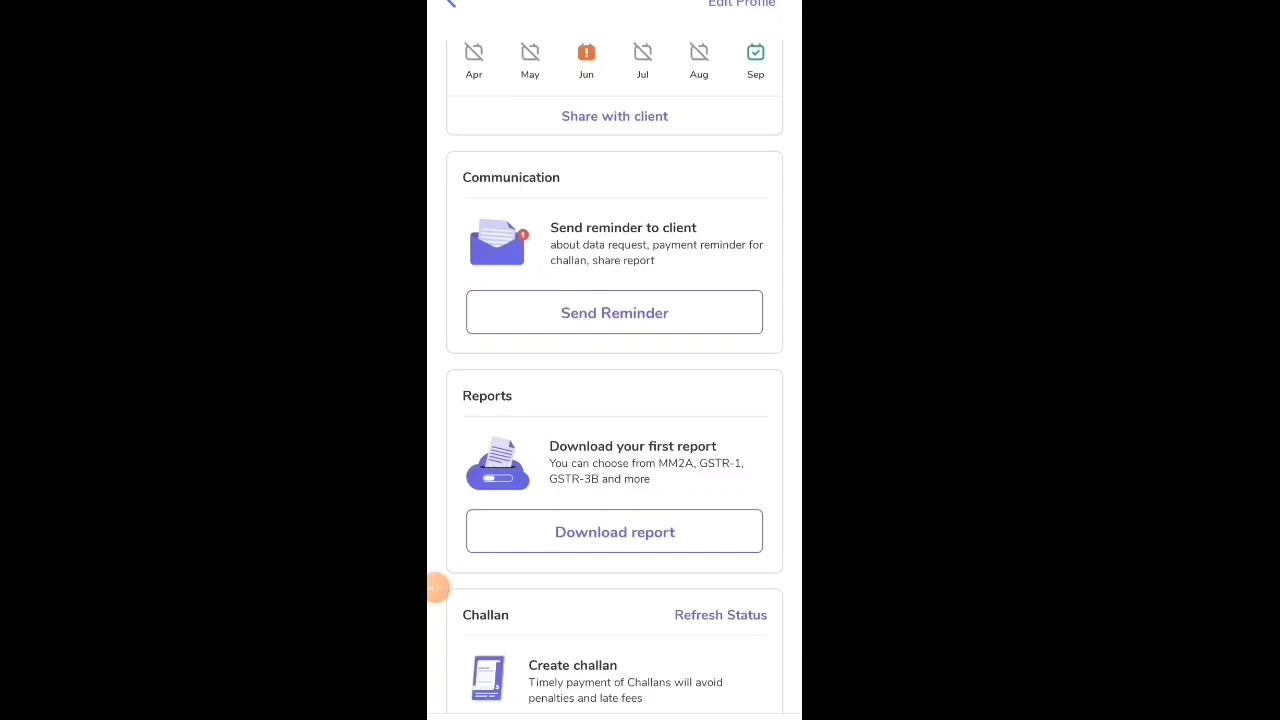 Edit Profile
Apr May Jun Jul Aug Sep
Share with client
Communication
Send reminder to client
about data request, payment reminder for
challan, share report
Send Reminder
Reports
Download your first report
You can choose from MM2A, GSTR-1,
GSTR-3B and more
Download report
Challan Refresh Status
Create challan
Timely payment of Challans will avoid
penalties and late fees